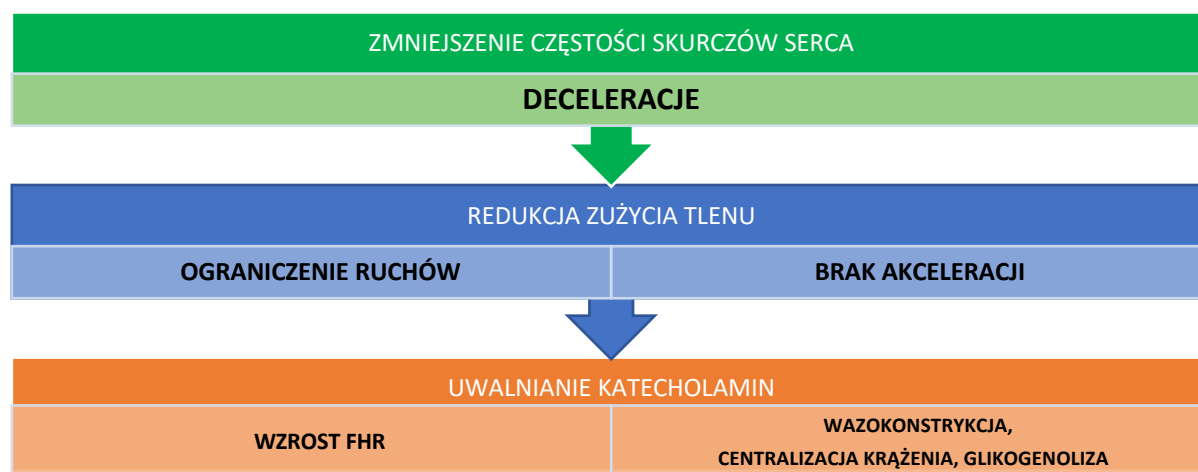 ZMNIEJSZENIE CZĘSTOŚCI SKURCZÓW SERCA
DECELERACJE
REDUKCJA ZUŻYCIA TLENU
OGRANICZENIE RUCHÓW
BRAK AKCELERACJI
UWALNIANIE KATECHOLAMIN
WZROST FHR
WAZOKONSTRYKCJA,
CENTRALIZACJA KRĄŻENIA, GLIKOGENOLIZA